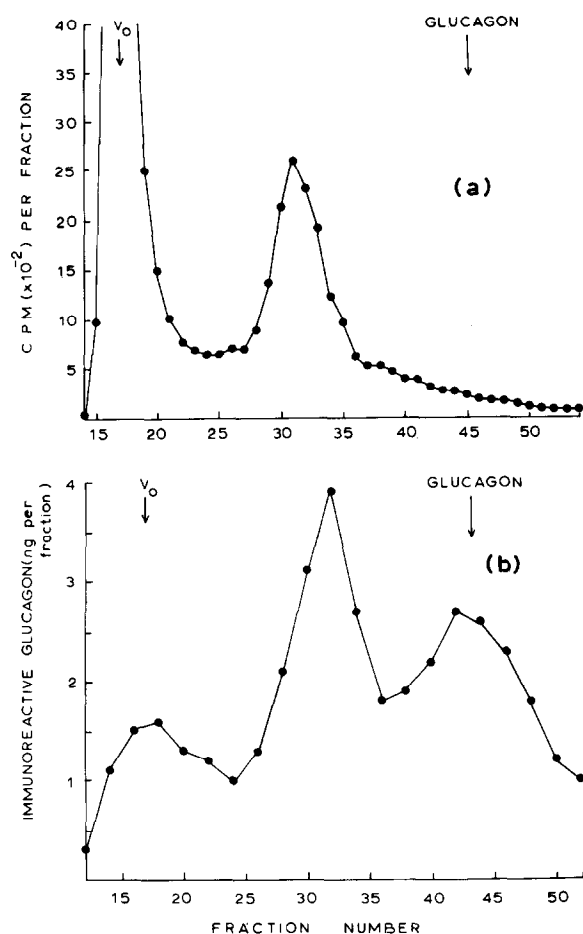 V₀
GLUCAGON
40
35
30
25
20
15
10
5
CPM (x10⁻²) PER FRACTION
(a)
15 20 25 30 35 40 45 50
V₀
GLUCAGON
4
3
2
1
IMMUNOREACTIVE GLUCAGON (ng per fraction)
(b)
15 20 25 30 35 40 45 50
FRACTION NUMBER